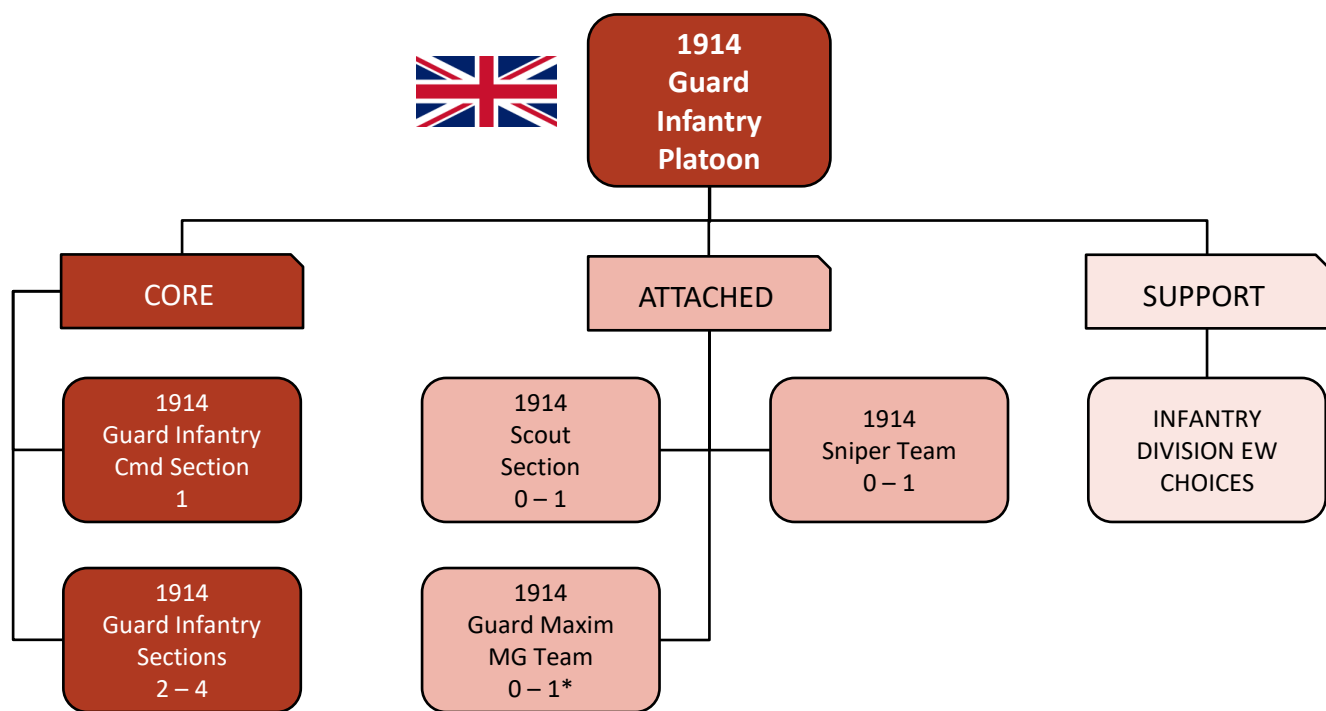 1914
Guard
Infantry
Platoon
CORE
ATTACHED
SUPPORT
1914
Guard Infantry
Cmd Section
1
1914
Scout
Section
0 – 1
1914
Sniper Team
0 – 1
INFANTRY
DIVISION EW
CHOICES
1914
Guard Infantry
Sections
2 – 4
1914
Guard Maxim
MG Team
0 – 1*